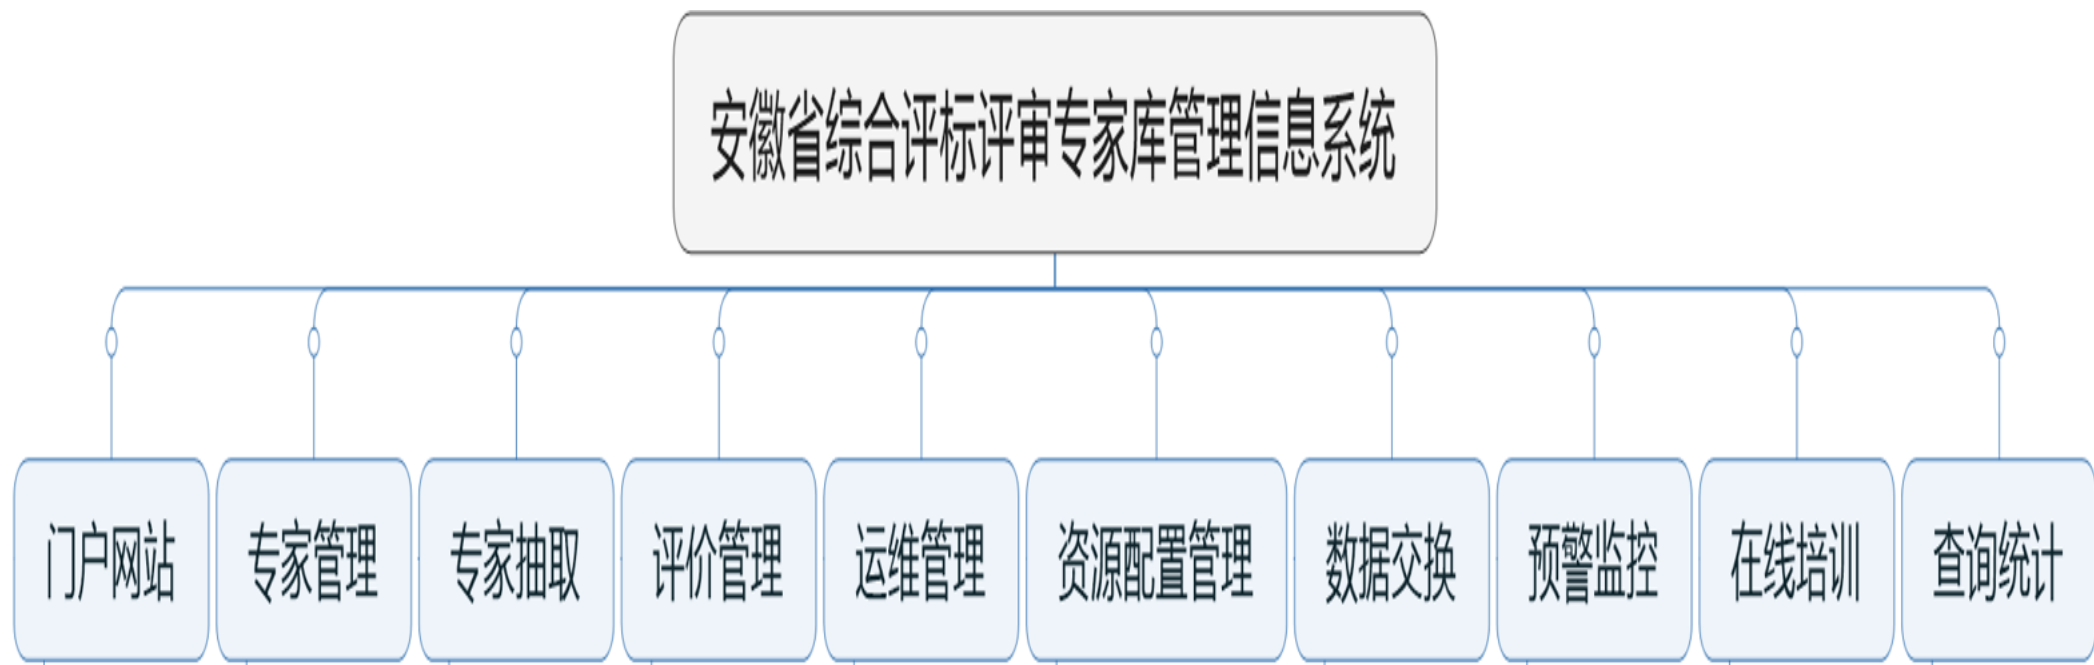 安徽省综合评标评审专家库管理信息系统
门户网站
专家管理
专家抽取
评价管理
运维管理
资源配置管理
数据交换
预警监控
在线培训
查询统计